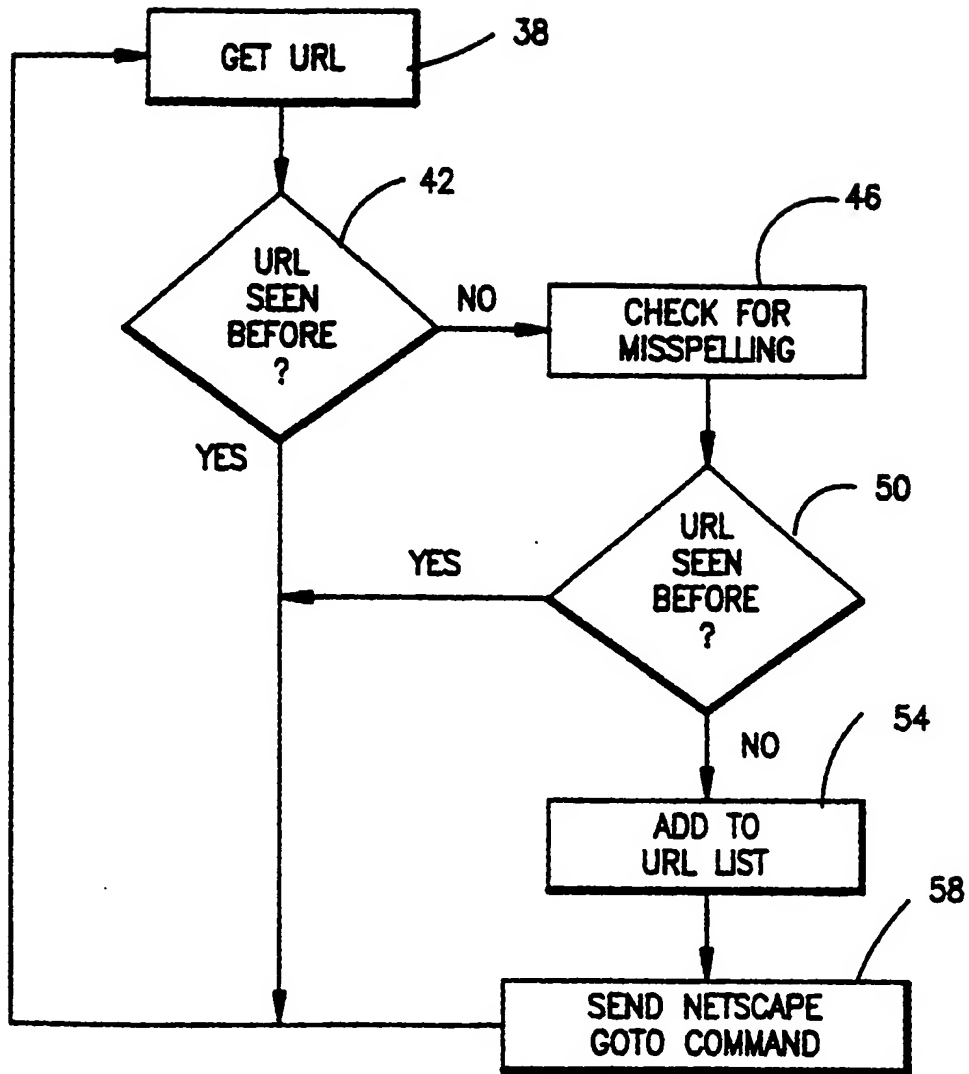 GET URL
38
42
URL
SEEN
BEFORE
?
NO
YES
46
CHECK FOR
MISSPELLING
50
URL
SEEN
BEFORE
?
YES
NO
54
ADD TO
URL LIST
58
SEND NETSCAPE
GOTO COMMAND